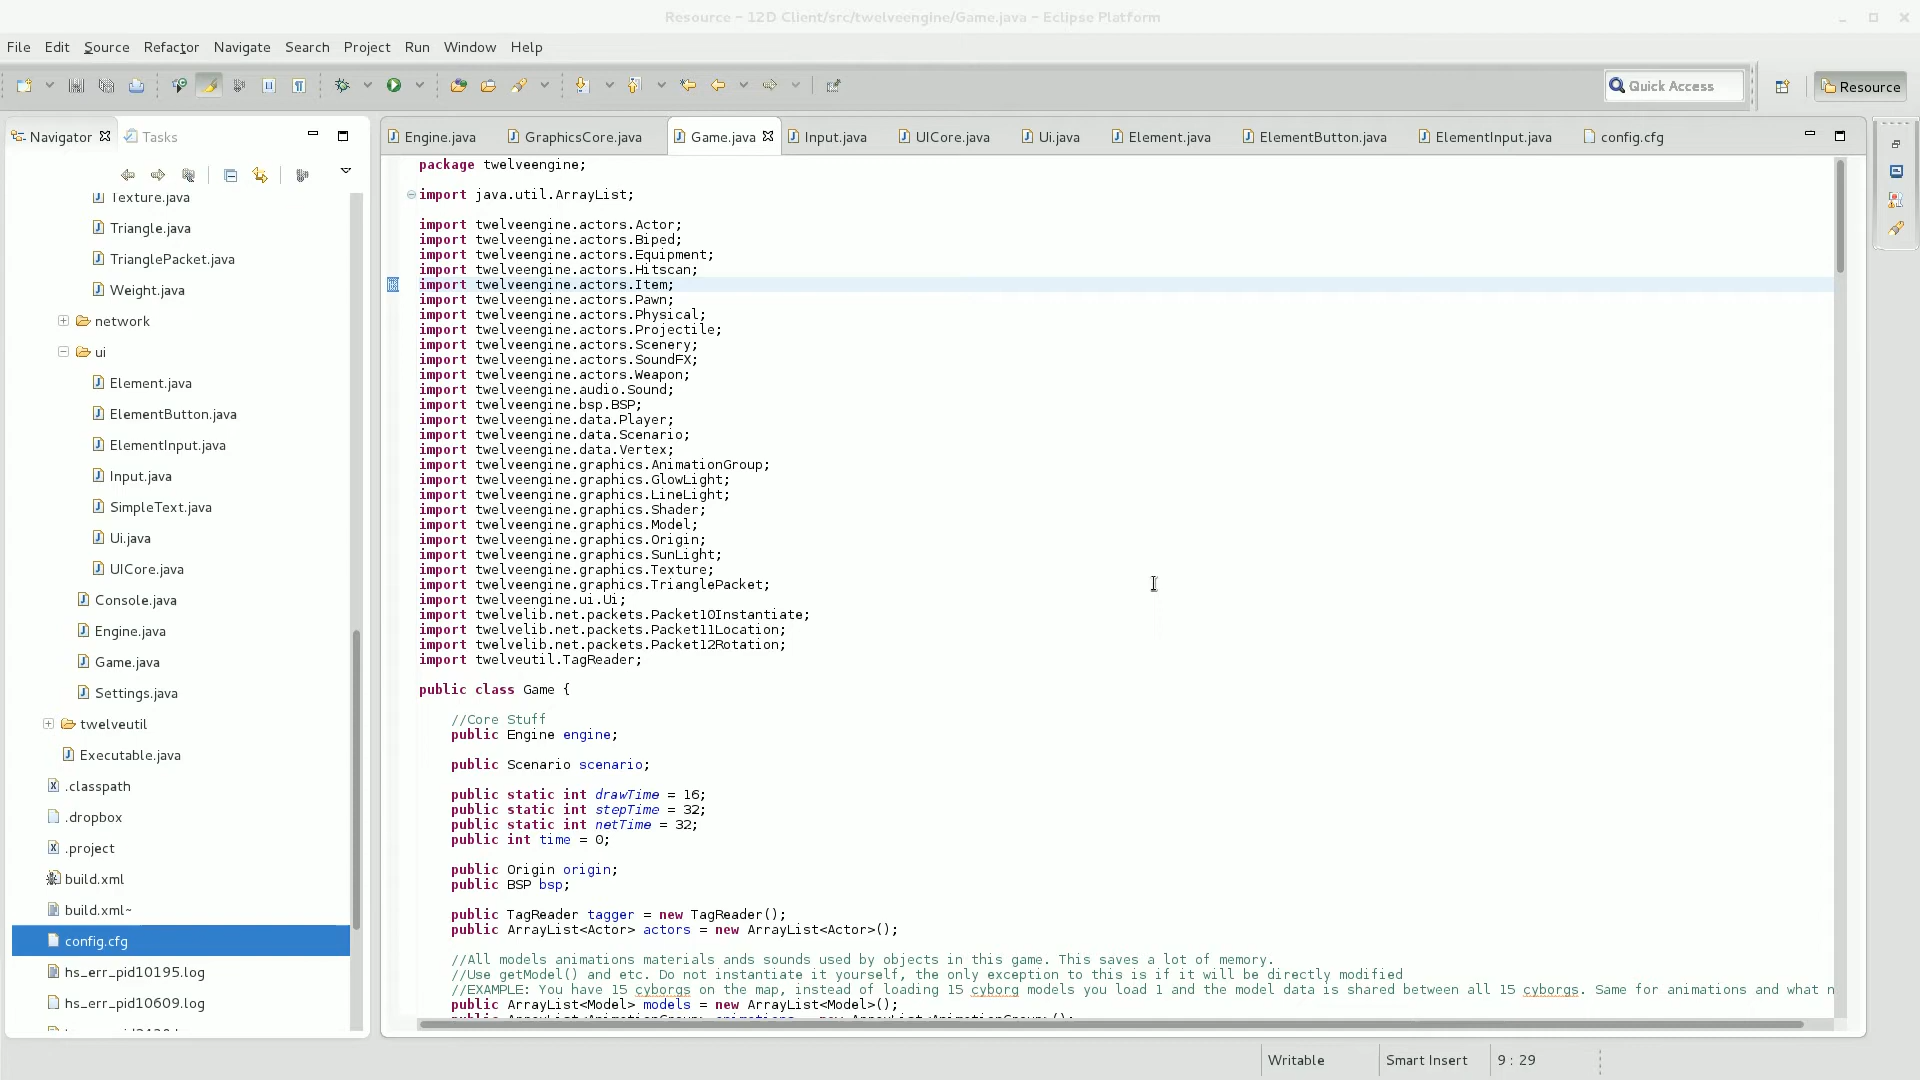 Resource – 12D Client/src/twelveengine/Game.java – Eclipse Platform
File Edit Source Refactor Navigate Search Project Run Window Help
Quick Access
Resource
Navigator Tasks
Texture.java
Triangle.java
TrianglePacket.java
Weight.java
network
ui
Element.java
ElementButton.java
ElementInput.java
Input.java
SimpleText.java
Ui.java
UICore.java
Console.java
Engine.java
Game.java
Settings.java
twelveutil
Executable.java
.classpath
.dropbox
.project
build.xml
build.xml~
config.cfg
hs_err_pid10195.log
hs_err_pid10609.log
Engine.java GraphicsCore.java Game.java Input.java UICore.java Ui.java Element.java ElementButton.java ElementInput.java config.cfg
package twelveengine;
import java.util.ArrayList;
import twelveengine.actors.Actor;
import twelveengine.actors.Biped;
import twelveengine.actors.Equipment;
import twelveengine.actors.Hitscan;
import twelveengine.actors.Item;
import twelveengine.actors.Pawn;
import twelveengine.actors.Physical;
import twelveengine.actors.Projectile;
import twelveengine.actors.Scenery;
import twelveengine.actors.SoundFX;
import twelveengine.actors.Weapon;
import twelveengine.audio.Sound;
import twelveengine.bsp.BSP;
import twelveengine.data.Player;
import twelveengine.data.Scenario;
import twelveengine.data.Vertex;
import twelveengine.graphics.AnimationGroup;
import twelveengine.graphics.GlowLight;
import twelveengine.graphics.LineLight;
import twelveengine.graphics.Shader;
import twelveengine.graphics.Model;
import twelveengine.graphics.Origin;
import twelveengine.graphics.SunLight;
import twelveengine.graphics.Texture;
import twelveengine.graphics.TrianglePacket;
import twelveengine.ui.Ui;
import twelvelib.net.packets.Packet10Instantiate;
import twelvelib.net.packets.Packet11Location;
import twelvelib.net.packets.Packet12Rotation;
import twelveutil.TagReader;
public class Game {
//Core Stuff
public Engine engine;
public Scenario scenario;
public static int drawTime = 16;
public static int stepTime = 32;
public static int netTime = 32;
public int time = 0;
public Origin origin;
public BSP bsp;
public TagReader tagger = new TagReader();
public ArrayList<Actor> actors = new ArrayList<Actor>();
//All models animations materials ands sounds used by objects in this game. This saves a lot of memory.
//Use getModel() and etc. Do not instantiate it yourself, the only exception to this is if it will be directly modified
//EXAMPLE: You have 15 cyborgs on the map, instead of loading 15 cyborg models you load 1 and the model data is shared between all 15 cyborgs. Same for animations and what n
public ArrayList<Model> models = new ArrayList<Model>();
Writable Smart Insert 9 : 29